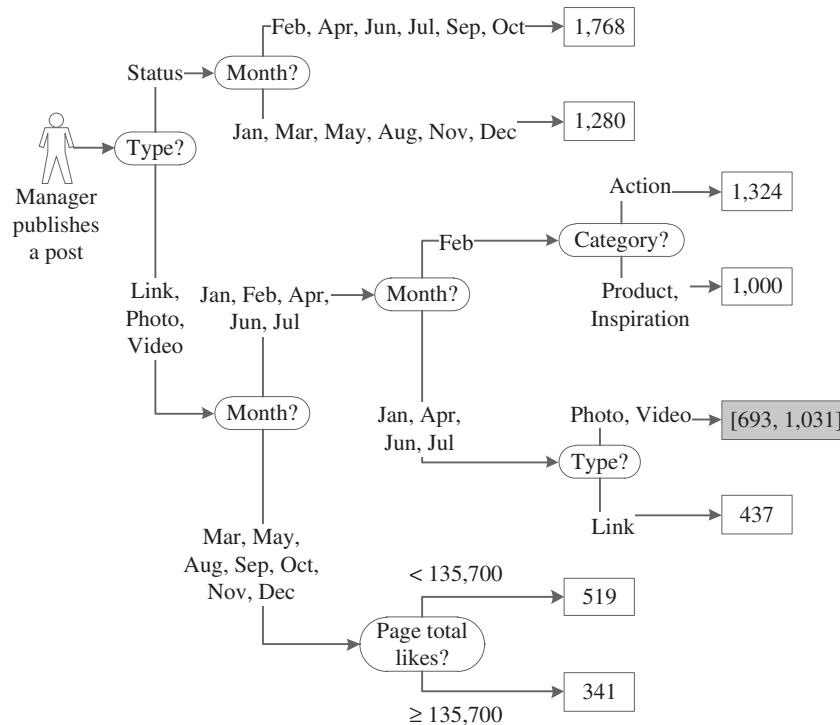 Feb, Apr, Jun, Jul, Sep, Oct
1,768
Status
Month?
Jan, Mar, May, Aug, Nov, Dec
1,280
Type?
Manager
publishes
a post
Action
1,324
Feb
Category?
Link,
Photo,
Video
Jan, Feb, Apr,
Jun, Jul
Month?
Product,
Inspiration
1,000
Month?
Jan, Apr,
Jun, Jul
Photo, Video
[693, 1,031]
Type?
Link
437
Mar, May,
Aug, Sep, Oct,
Nov, Dec
< 135,700
519
Page total
likes?
341
≥ 135,700